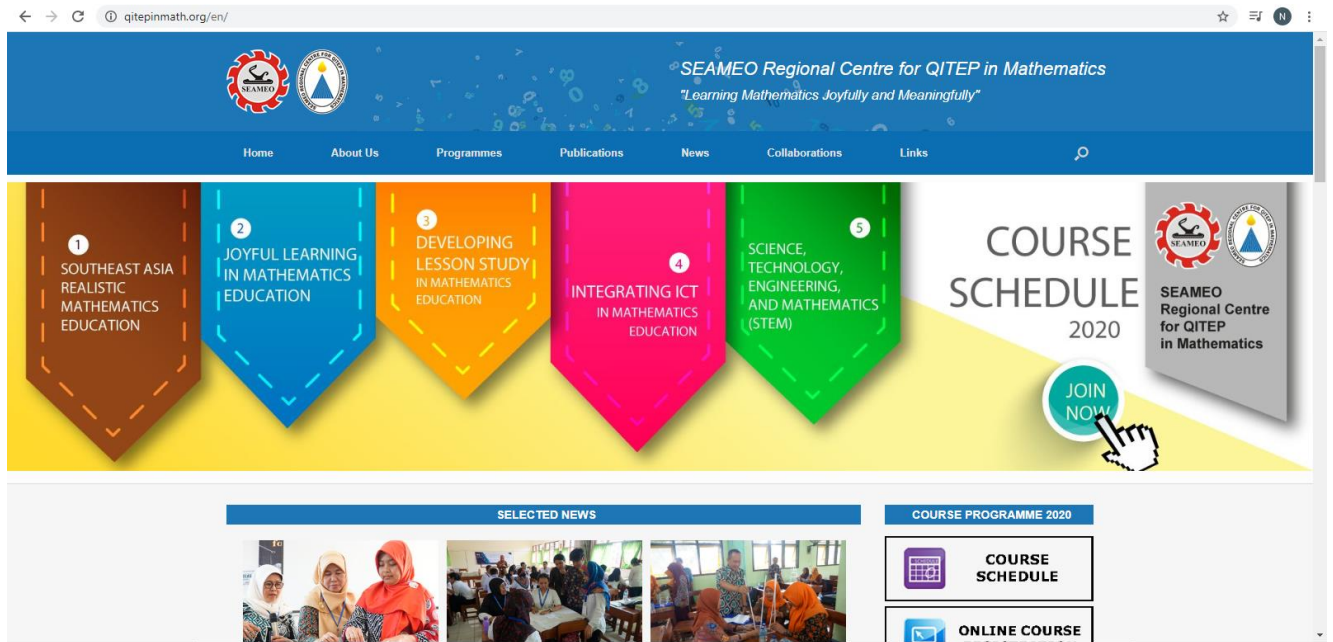 qitepinmath.org/en/
N
SEAMEO
SEAMEO Regional Centre for QITEP in Mathematics
"Learning Mathematics Joyfully and Meaningfully"
Home About Us Programmes Publications News Collaborations Links
1
SOUTHEAST ASIA
REALISTIC
MATHEMATICS
EDUCATION
2
JOYFUL LEARNING
IN MATHEMATICS
EDUCATION
3
DEVELOPING
LESSON STUDY
IN MATHEMATICS
EDUCATION
4
INTEGRATING ICT
IN MATHEMATICS
EDUCATION
5
SCIENCE,
TECHNOLOGY,
ENGINEERING,
AND MATHEMATICS
(STEM)
COURSE
SCHEDULE
2020
JOIN
NOW
SEAMEO
SEAMEO
Regional Centre
for QITEP
in Mathematics
SELECTED NEWS
COURSE PROGRAMME 2020
COURSE
SCHEDULE
ONLINE COURSE